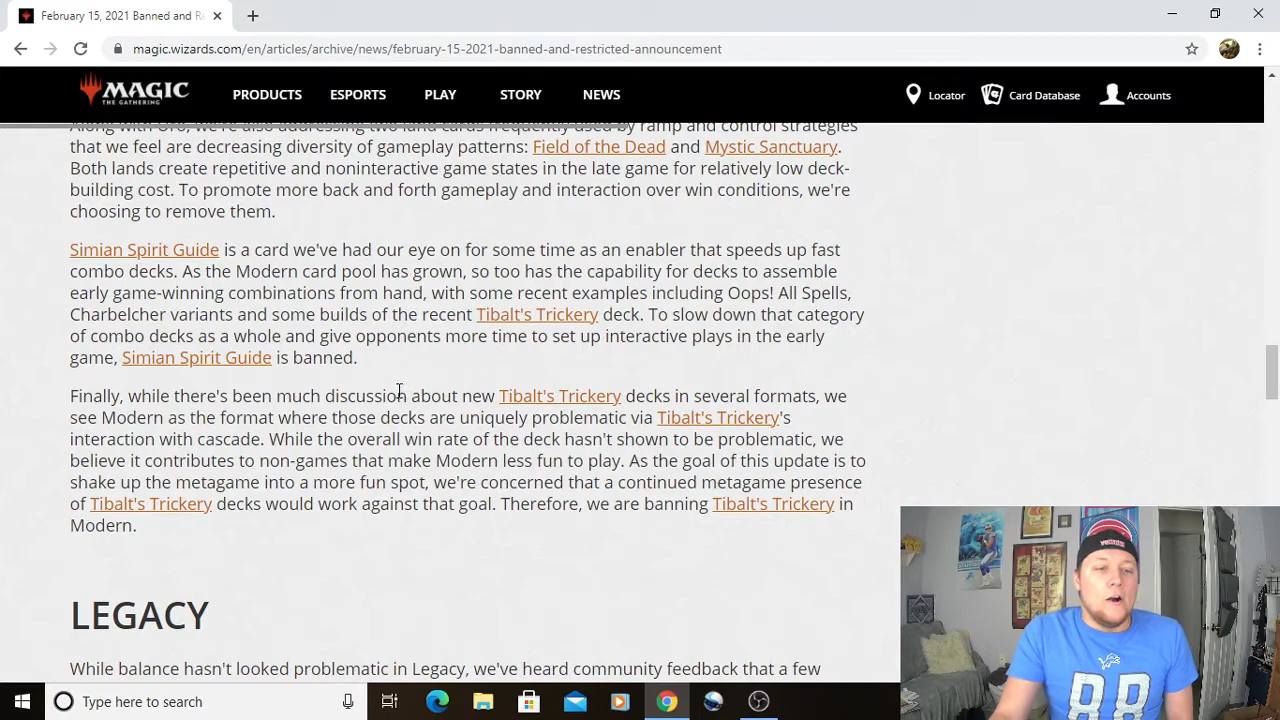 February 15, 2021 Banned and Re
magic.wizards.com/en/articles/archive/news/february-15-2021-banned-and-restricted-announcement
MAGIC
THE GATHERING
PRODUCTS
ESPORTS
PLAY
STORY
NEWS
Locator
Card Database
Accounts
Along with Uro, we're also addressing two land cards frequently used by ramp and control strategies
that we feel are decreasing diversity of gameplay patterns: Field of the Dead and Mystic Sanctuary.
Both lands create repetitive and noninteractive game states in the late game for relatively low deck-
building cost. To promote more back and forth gameplay and interaction over win conditions, we're
choosing to remove them.
Simian Spirit Guide is a card we've had our eye on for some time as an enabler that speeds up fast
combo decks. As the Modern card pool has grown, so too has the capability for decks to assemble
early game-winning combinations from hand, with some recent examples including Oops! All Spells,
Charbelcher variants and some builds of the recent Tibalt's Trickery deck. To slow down that category
of combo decks as a whole and give opponents more time to set up interactive plays in the early
game, Simian Spirit Guide is banned.
Finally, while there's been much discussion about new Tibalt's Trickery decks in several formats, we
see Modern as the format where those decks are uniquely problematic via Tibalt's Trickery's
interaction with cascade. While the overall win rate of the deck hasn't shown to be problematic, we
believe it contributes to non-games that make Modern less fun to play. As the goal of this update is to
shake up the metagame into a more fun spot, we're concerned that a continued metagame presence
of Tibalt's Trickery decks would work against that goal. Therefore, we are banning Tibalt's Trickery in
Modern.
LEGACY
While balance hasn't looked problematic in Legacy, we've heard community feedback that a few
Type here to search
88